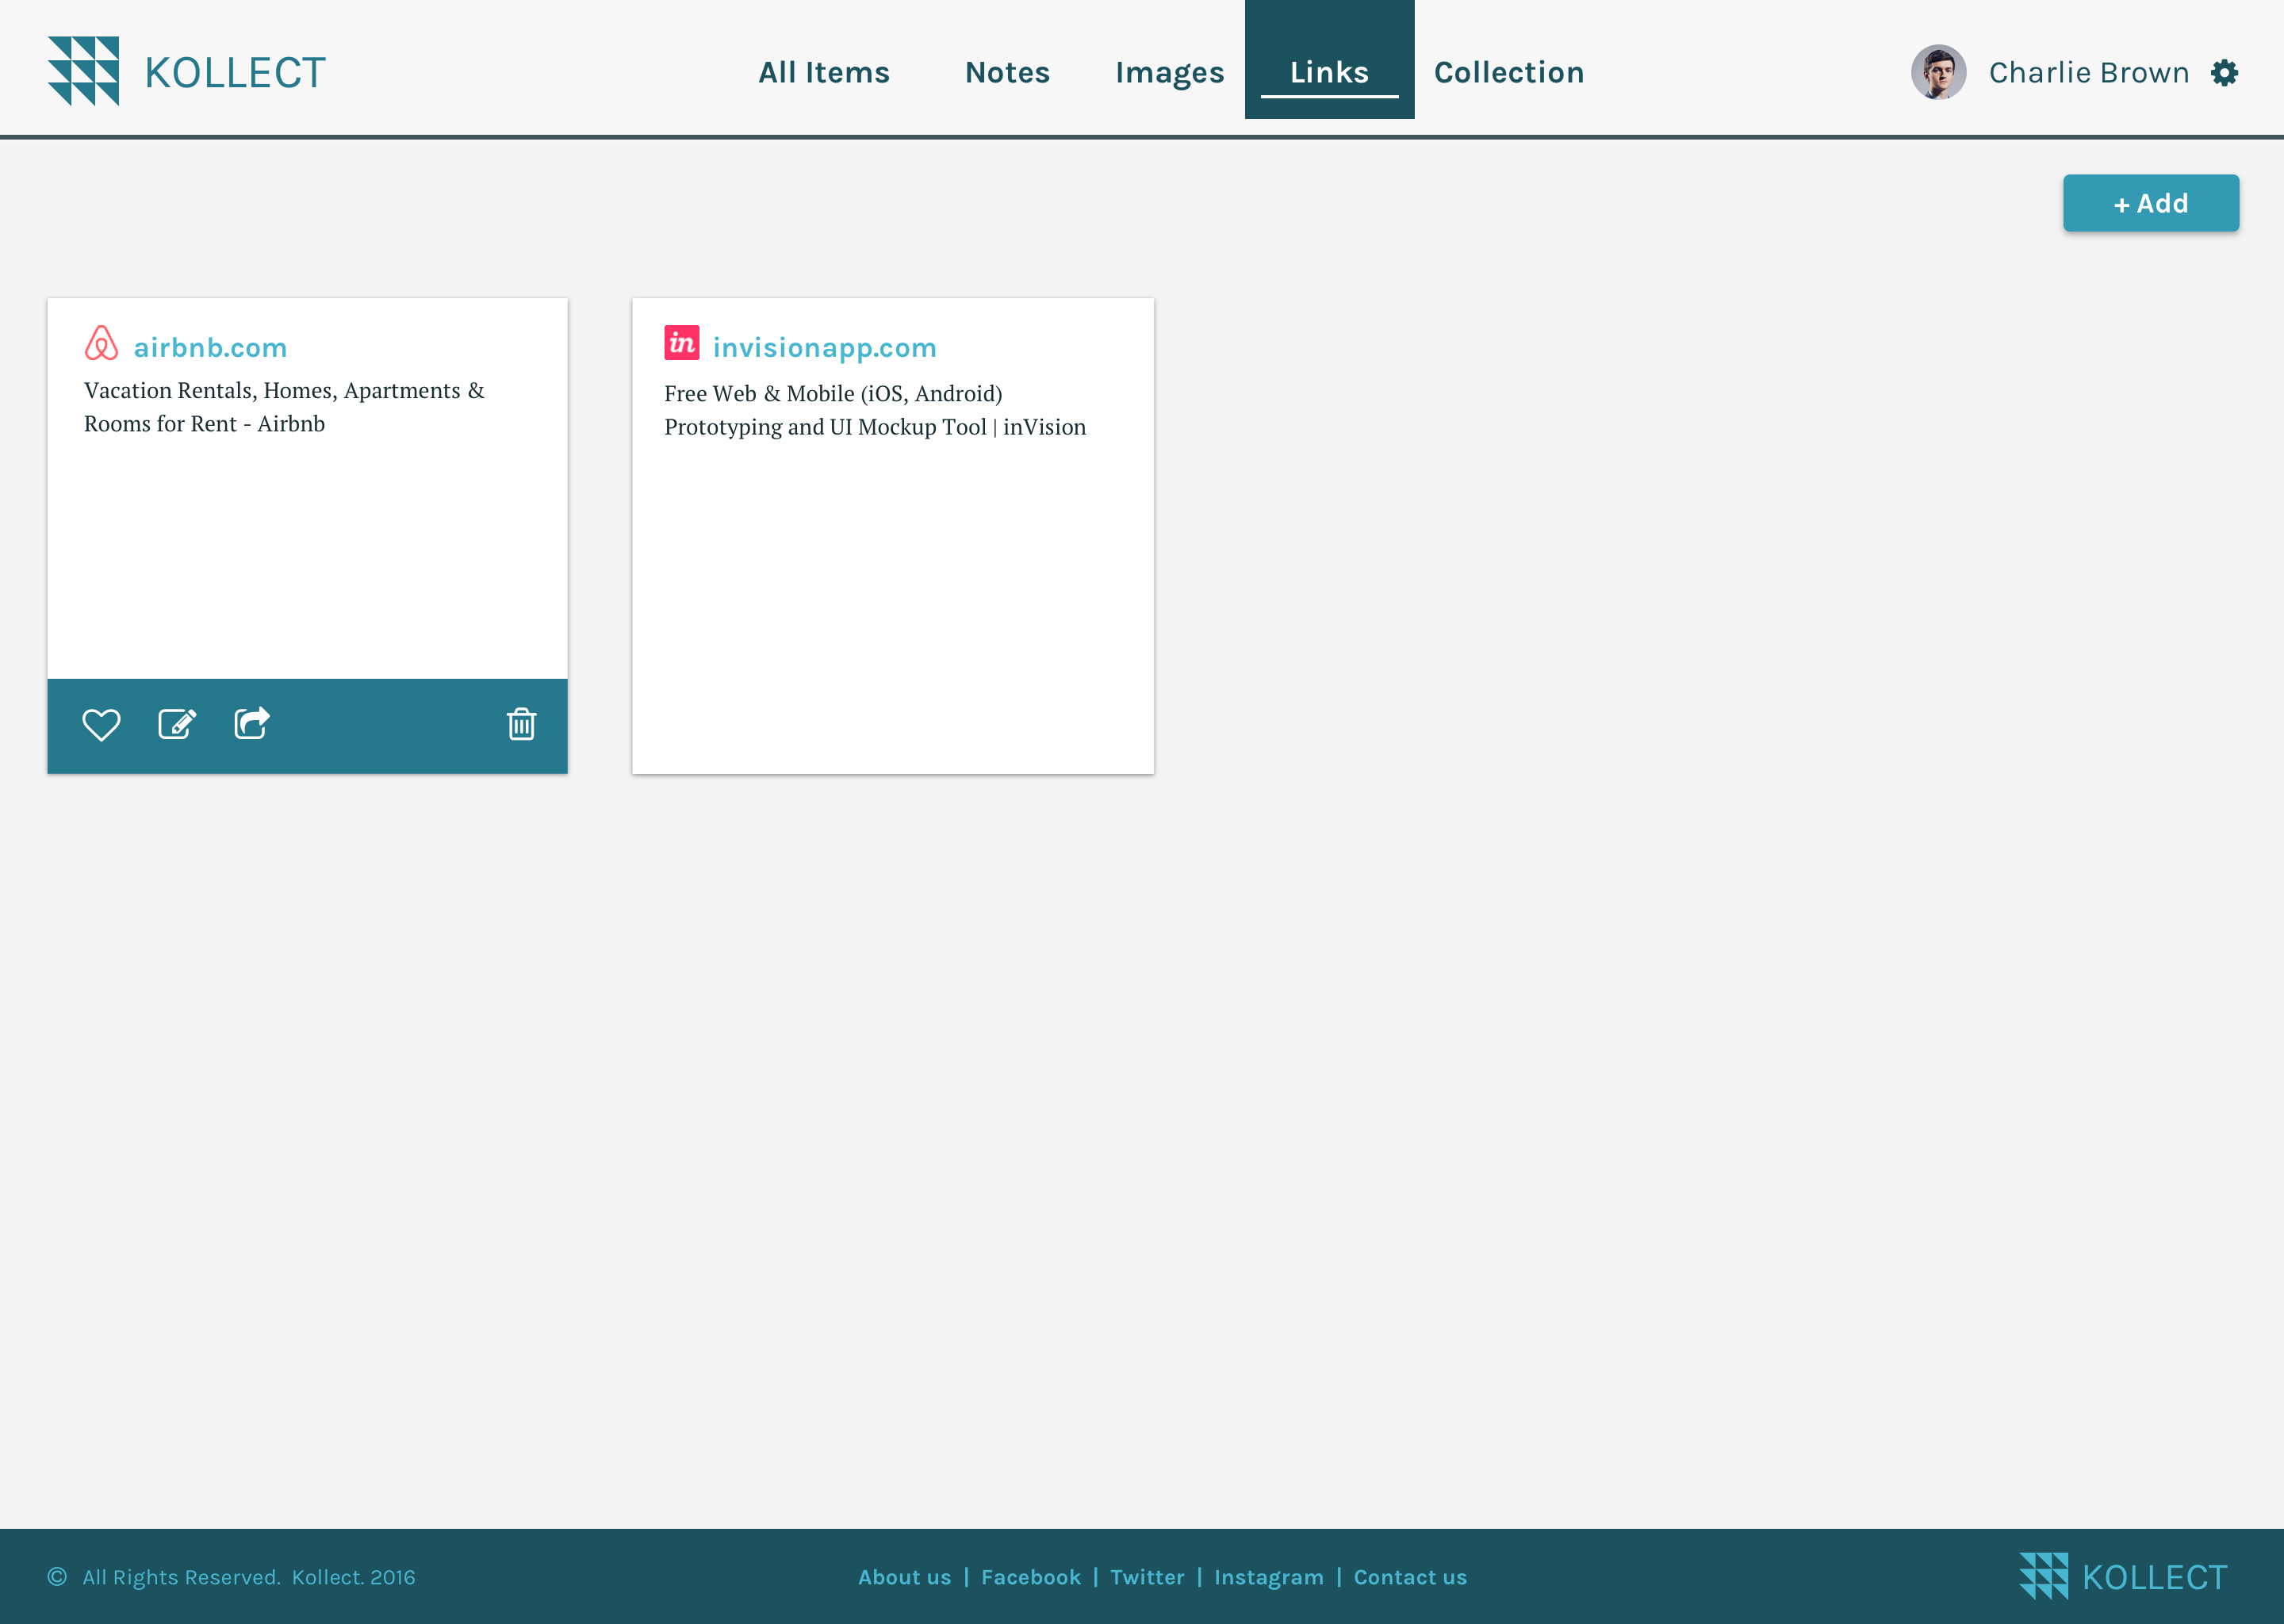 KOLLECT
All Items Notes Images Links Collection
Charlie Brown
+ Add
airbnb.com
Vacation Rentals, Homes, Apartments &
Rooms for Rent - Airbnb
in invisionapp.com
Free Web & Mobile (iOS, Android)
Prototyping and UI Mockup Tool | inVision
© All Rights Reserved. Kollect. 2016
About us | Facebook | Twitter | Instagram | Contact us
KOLLECT